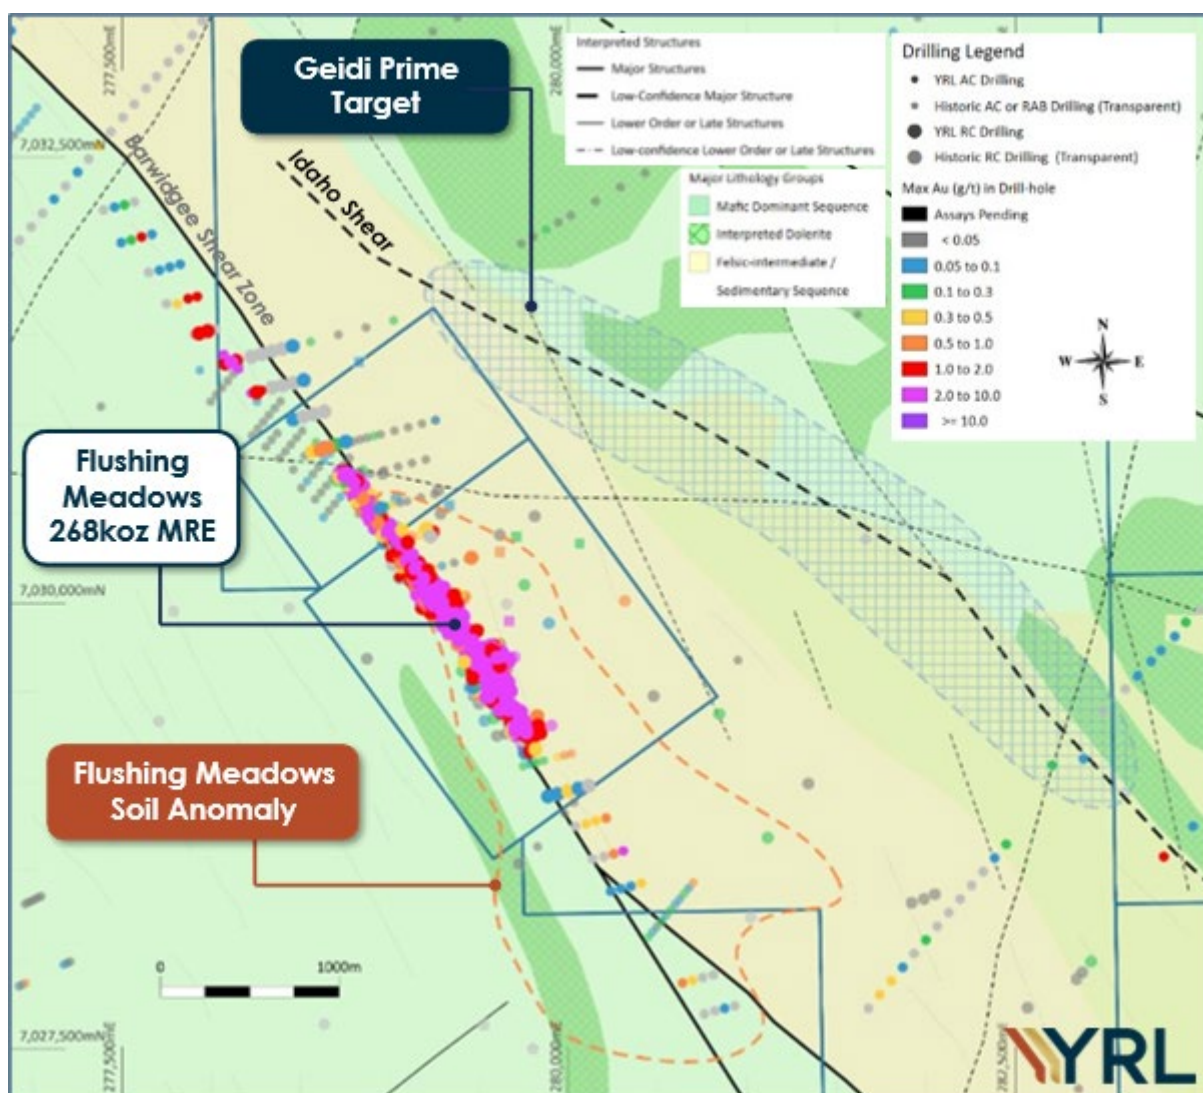 277,500mE
280,000mE
Geidi Prime
Target
Interpreted Structures
Major Structures
Low-Confidence Major Structure
Lower Order or Late Structures
Low-confidence Lower Order or Late Structures
Major Lithology Groups
Mafic Dominant Sequence
Interpreted Dolerite
Felsic-intermediate /
Sedimentary Sequence
Drilling Legend
YRL AC Drilling
Historic AC or RAB Drilling (Transparent)
YRL RC Drilling
Historic RC Drilling (Transparent)
Max Au (g/t) in Drill-hole
Assays Pending
< 0.05
0.05 to 0.1
0.1 to 0.3
0.3 to 0.5
0.5 to 1.0
1.0 to 2.0
2.0 to 10.0
>= 10.0
N
W E
S
7,032,500mN
Barwidgee Shear Zone
Idaho Shear
Flushing
Meadows
268koz MRE
7,030,000mN
Flushing Meadows
Soil Anomaly
0 1000m
7,027,500mN
277,500mE
280,000mE
282,500mE
YRL